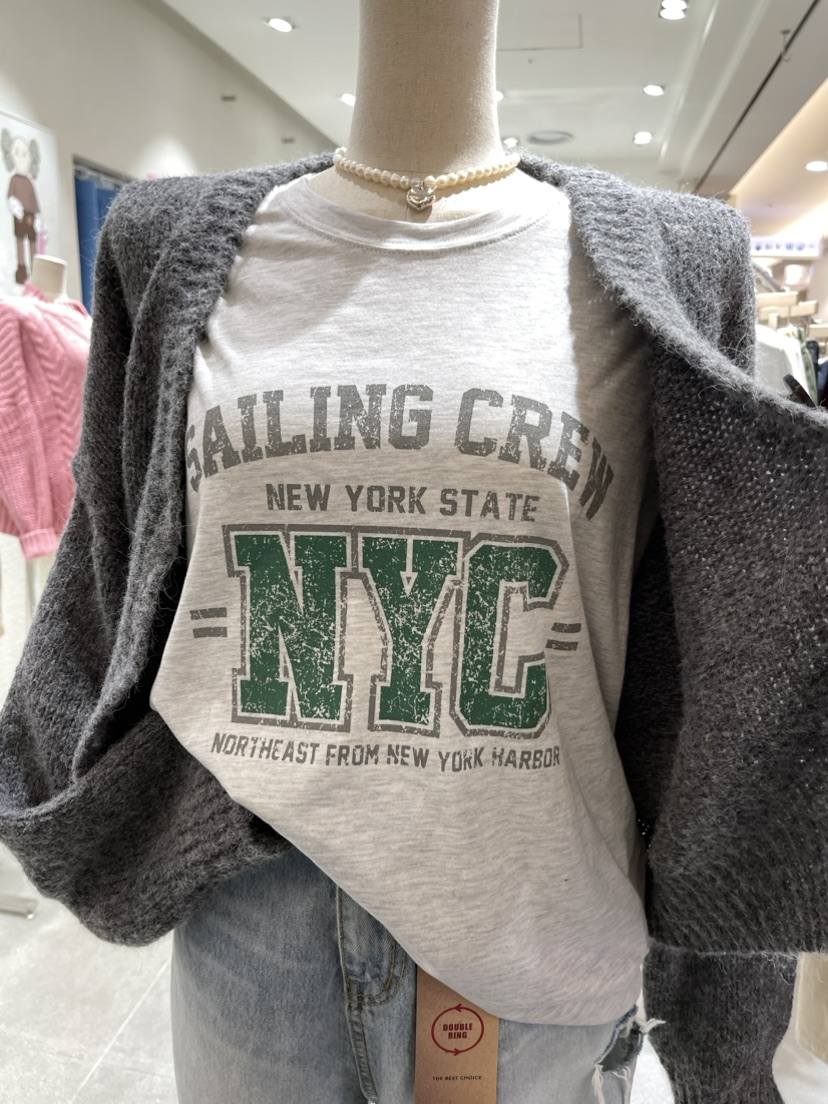 SAILING CREW
NEW YORK STATE
NYC
NORTHEAST FROM NEW YORK HARBOR
DOUBLE
RING
THE BEST CHOICE